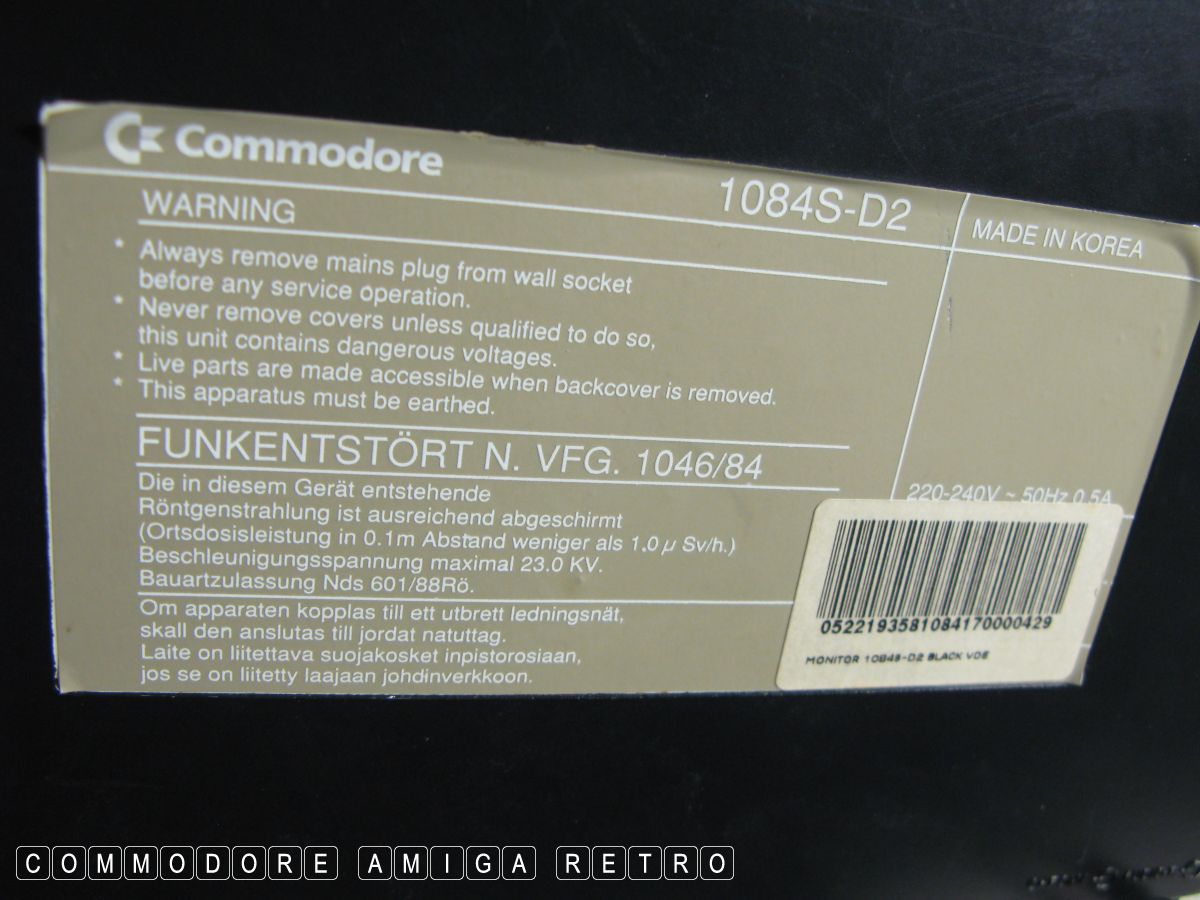 Commodore
1084S-D2
MADE IN KOREA
WARNING
* Always remove mains plug from wall socket
before any service operation.
* Never remove covers unless qualified to do so,
this unit contains dangerous voltages.
* Live parts are made accessible when backcover is removed.
* This apparatus must be earthed.
FUNKENTSTÖRT N. VFG. 1046/84
Die in diesem Gerät entstehende
Röntgenstrahlung ist ausreichend abgeschirmt
(Ortsdosisleistung in 0.1m Abstand weniger als 1.0 µ Sv/h.)
Beschleunigungsspannung maximal 23.0 KV.
Bauartzulassung Nds 601/88Rö.
Om apparaten kopplas till ett utbrett ledningsnät,
skall den anslutas till jordat natuttag.
Laite on liitettava suojakosket inpistorosiaan,
jos se on liitetty laajaan johdinverkkoon.
220-240V ~ 50Hz 0.5A
0522193581084170000429
MONITOR 1084S-D2 BLACK VDE
COMMODORE AMIGA RETRO